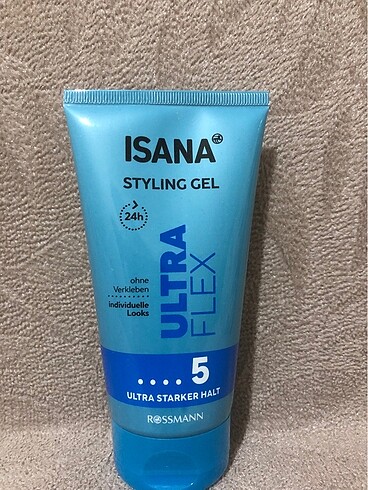 ISANA
STYLING GEL
24h
ohne
Verkleben
individuelle
Looks
ULTRA
FLEX
.... 5
ULTRA STARKER HALT
ROSSMANN